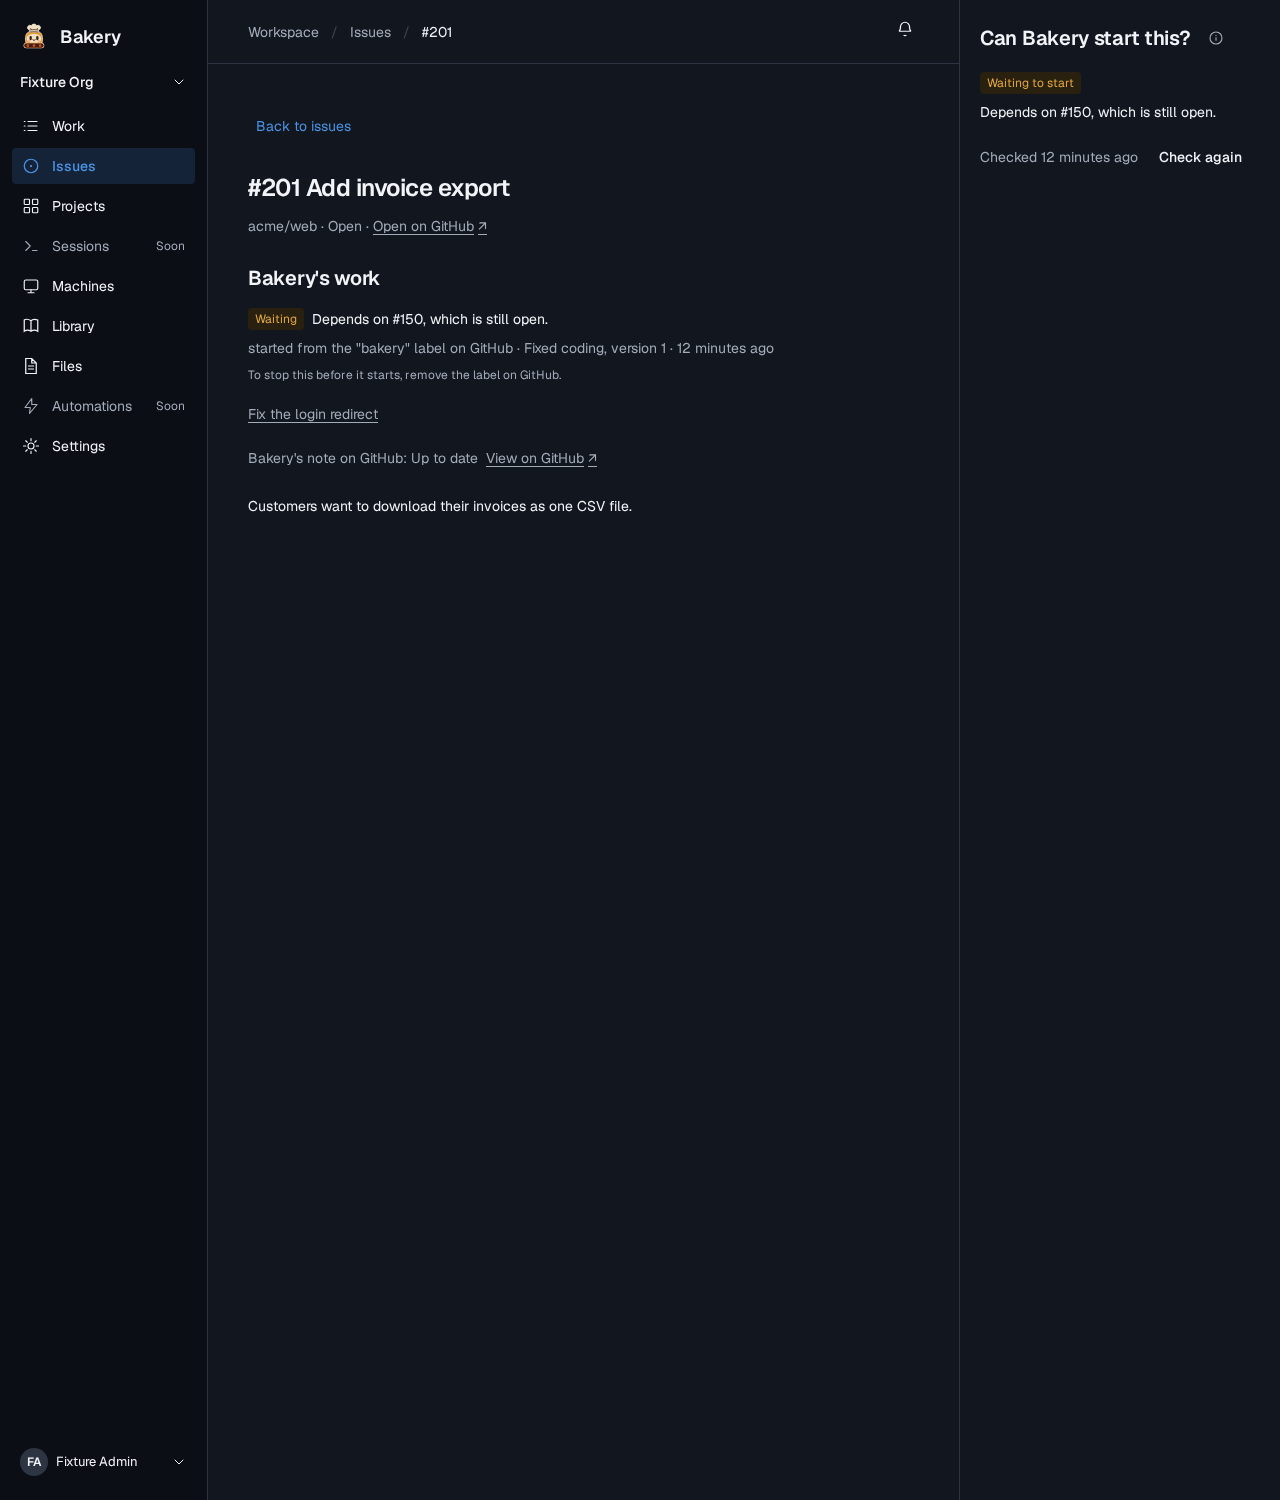 Bakery
Fixture Org
Work
Issues
Projects
Sessions Soon
Machines
Library
Files
Automations Soon
Settings
FA Fixture Admin
Workspace / Issues / #201
Back to issues
#201 Add invoice export
acme/web · Open · Open on GitHub ↗
Bakery's work
Waiting Depends on #150, which is still open.
started from the "bakery" label on GitHub · Fixed coding, version 1 · 12 minutes ago
To stop this before it starts, remove the label on GitHub.
Fix the login redirect
Bakery's note on GitHub: Up to date View on GitHub ↗
Customers want to download their invoices as one CSV file.
Can Bakery start this?
Waiting to start
Depends on #150, which is still open.
Checked 12 minutes ago Check again